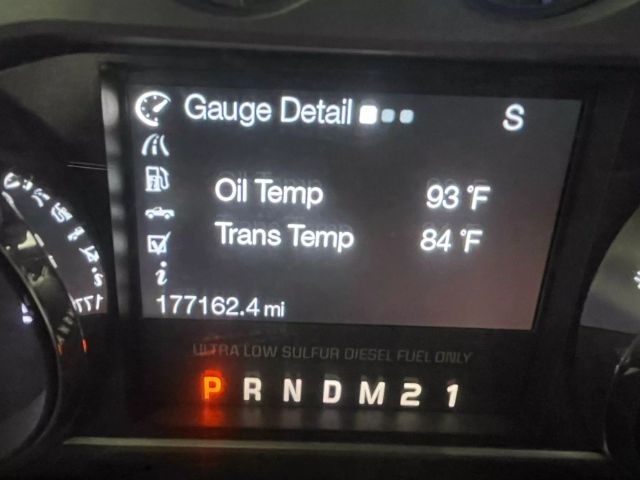 Gauge Detail S
Oil Temp 93 °F
Trans Temp 84 °F
177162.4 mi
ULTRA LOW SULFUR DIESEL FUEL ONLY
P R N D M 2 1